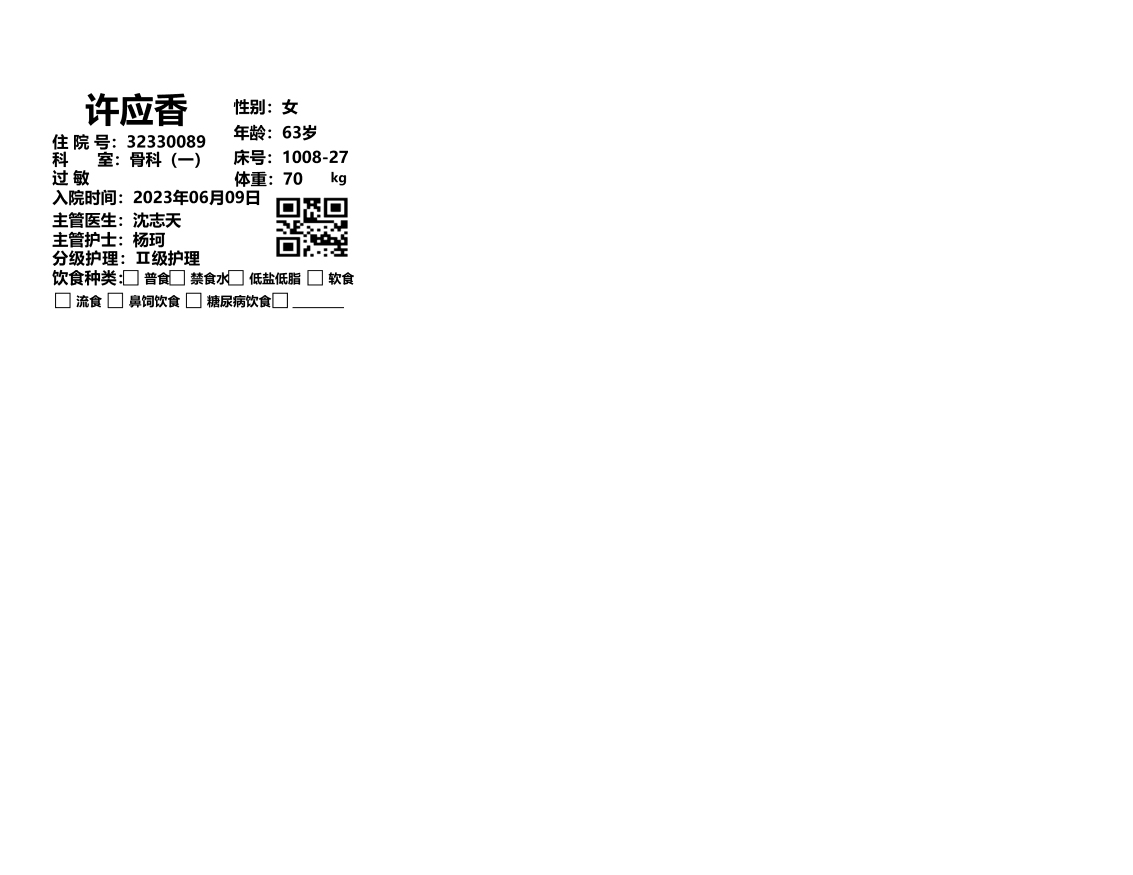 许应香 性别：女
年龄：63岁
住 院 号：32330089
科 室：骨科（一） 床号：1008-27
过 敏 体重：70 kg
入院时间：2023年06月09日
主管医生：沈志天
主管护士：杨珂
分级护理：Ⅱ级护理
饮食种类：□ 普食□ 禁食水□ 低盐低脂 □ 软食
□ 流食 □ 鼻饲饮食 □ 糖尿病饮食□ ________